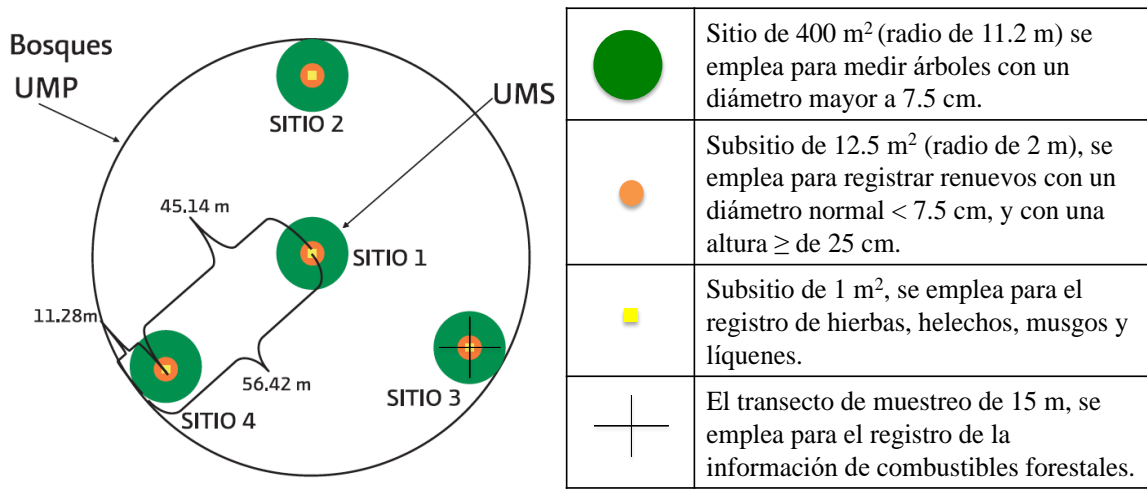 Bosques
UMP
UMS
SITIO 2
45.14 m
SITIO 1
11.28m
56.42 m
SITIO 3
SITIO 4
Sitio de 400 m² (radio de 11.2 m) se
emplea para medir árboles con un
diámetro mayor a 7.5 cm.
Subsitio de 12.5 m² (radio de 2 m), se
emplea para registrar renuevos con un
diámetro normal < 7.5 cm, y con una
altura ≥ de 25 cm.
Subsitio de 1 m², se emplea para el
registro de hierbas, helechos, musgos y
líquenes.
El transecto de muestreo de 15 m, se
emplea para el registro de la
información de combustibles forestales.